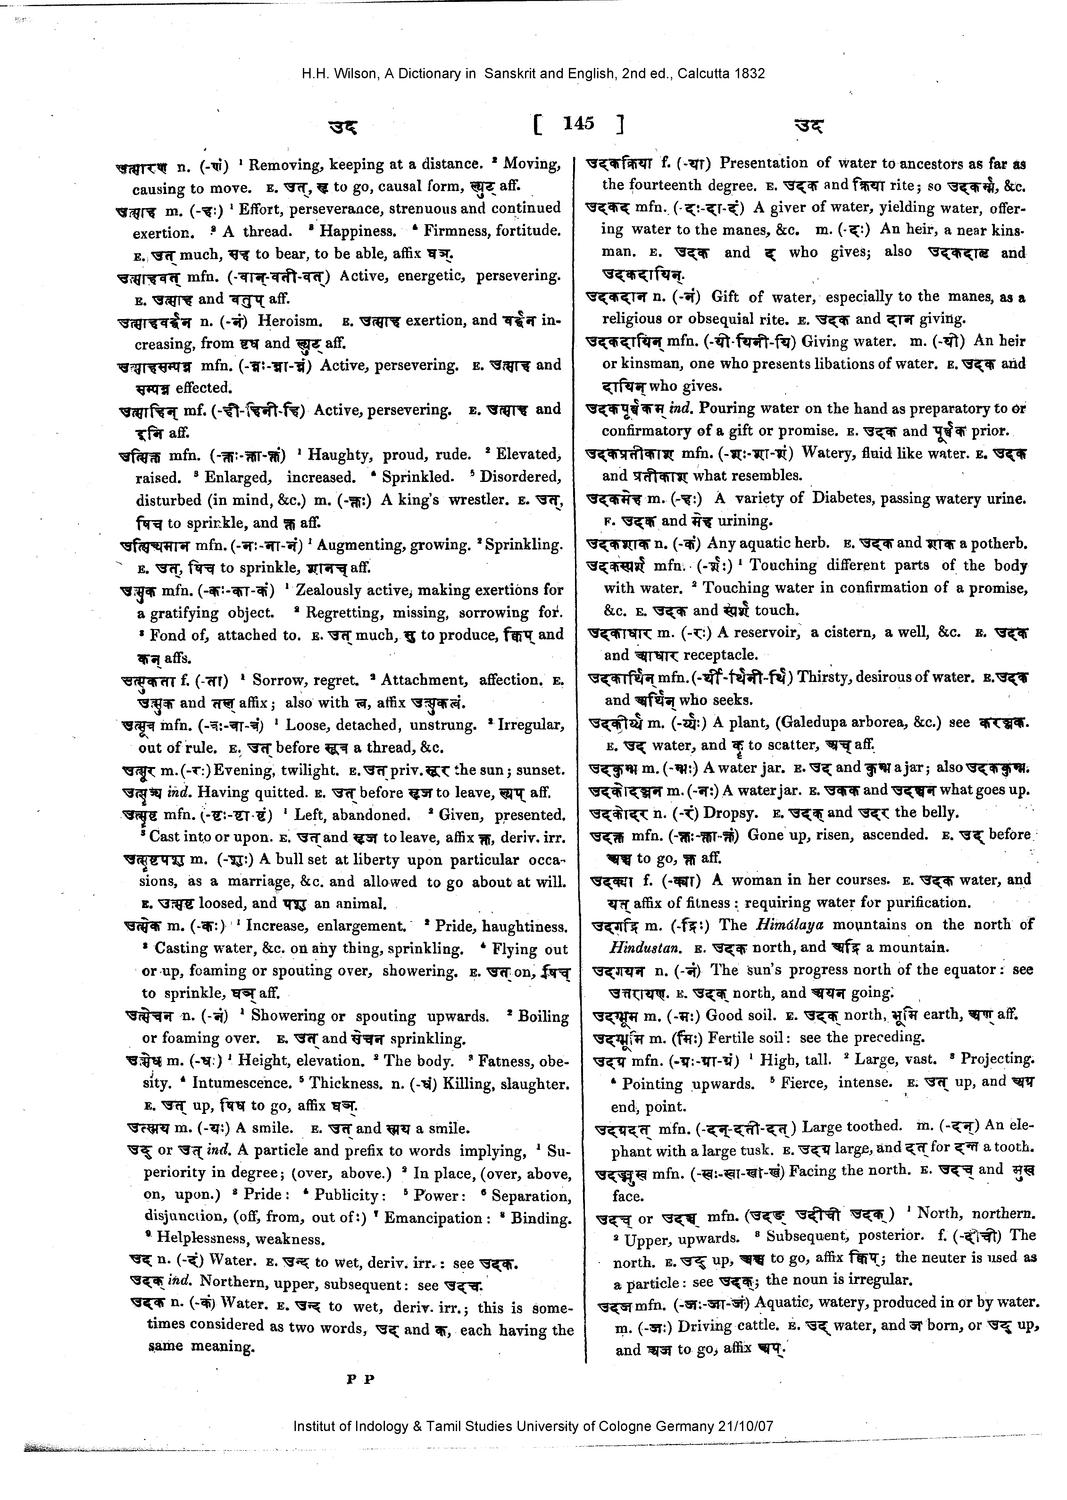 H.H. Wilson, A Dictionary in Sanskrit and English, 2nd ed., Calcutta 1832
उद [ 145 ] उद
उत्सारण n. (-णं) ¹ Removing, keeping at a distance. ² Moving,
causing to move. E. उत्, सृ to go, causal form, ल्युट् aff.
उत्साह m. (-हः) ¹ Effort, perseverance, strenuous and continued
exertion. ² A thread. ³ Happiness. ⁴ Firmness, fortitude.
E. उत् much, सह to bear, to be able, affix घञ्.
उत्साहवत् mfn. (-वान्-वती-वत्) Active, energetic, persevering.
E. उत्साह and वतुप् aff.
उत्साहवर्द्धन n. (-नं) Heroism. E. उत्साह exertion, and वर्द्धन in-
creasing, from वृध and ल्युट् aff.
उत्साहसम्पन्न mfn. (-न्नः-न्ना-न्नं) Active, persevering. E. उत्साह and
सम्पन्न effected.
उत्साहिन् mf. (-ही-हिनी-हि) Active, persevering. E. उत्साह and
इनि aff.
उत्सिक्त mfn. (-क्तः-क्ता-क्तं) ¹ Haughty, proud, rude. ² Elevated,
raised. ³ Enlarged, increased. ⁴ Sprinkled. ⁵ Disordered,
disturbed (in mind, &c.) m. (-क्तः) A king's wrestler. E. उत्,
षिच to sprinkle, and क्त aff.
उत्सिच्यमान mfn. (-नः-ना-नं) ¹ Augmenting, growing. ² Sprinkling.
E. उत्, षिच to sprinkle, शानच् aff.
उत्सुक mfn. (-कः-का-कं) ¹ Zealously active, making exertions for
a gratifying object. ² Regretting, missing, sorrowing for.
³ Fond of, attached to. E. उत् much, सु to produce, क्विप् and
कन् affs.
उत्सुकता f. (-ता) ¹ Sorrow, regret. ² Attachment, affection. E.
उत्सुक and तल् affix; also with त्व, affix उत्सुकत्वं.
उत्सूत्र mfn. (-त्रः-त्रा-त्रं) ¹ Loose, detached, unstrung. ² Irregular,
out of rule. E. उत् before सूत्र a thread, &c.
उत्सूर m. (-रः) Evening, twilight. E. उत् priv. सूर the sun; sunset.
उत्सृज्य ind. Having quitted. E. उत् before सृज to leave, ल्यप् aff.
उत्सृष्ट mfn. (-ष्टः-ष्टा-ष्टं) ¹ Left, abandoned. ² Given, presented.
³ Cast into or upon. E. उत् and सृज to leave, affix क्त, deriv. irr.
उत्सृष्टपशु m. (-शुः) A bull set at liberty upon particular occa-
sions, as a marriage, &c. and allowed to go about at will.
E. उत्सृष्ट loosed, and पशु an animal.
उत्सेक m. (-कः) ¹ Increase, enlargement. ² Pride, haughtiness.
³ Casting water, &c. on any thing, sprinkling. ⁴ Flying out
or up, foaming or spouting over, showering. E. उत् on, षिच्
to sprinkle, घञ् aff.
उत्सेचन n. (-नं) ¹ Showering or spouting upwards. ² Boiling
or foaming over. E. उत् and सेचन sprinkling.
उत्सेध m. (-धः) ¹ Height, elevation. ² The body. ³ Fatness, obe-
sity. ⁴ Intumescence. ⁵ Thickness. n. (-धं) Killing, slaughter.
E. उत् up, षिध to go, affix घञ्.
उत्स्मय m. (-यः) A smile. E. उत् and स्मय a smile.
उद् or उत् ind. A particle and prefix to words implying, ¹ Su-
periority in degree; (over, above.) ² In place, (over, above,
on, upon.) ³ Pride: ⁴ Publicity: ⁵ Power: ⁶ Separation,
disjunction, (off, from, out of:) ⁷ Emancipation: ⁸ Binding.
⁹ Helplessness, weakness.
उद n. (-दं) Water. E. उन्द् to wet, deriv. irr.: see उदक.
उदक् ind. Northern, upper, subsequent: see उदच्.
उदक n. (-कं) Water. E. उन्द to wet, deriv. irr.; this is some-
times considered as two words, उद् and क, each having the
same meaning.
P P
उदकक्रिया f. (-या) Presentation of water to ancestors as far as
the fourteenth degree. E. उदक and क्रिया rite; so उदककर्म्म, &c.
उदकद mfn. (-दः-दा-दं) A giver of water, yielding water, offer-
ing water to the manes, &c. m. (-दः) An heir, a near kins-
man. E. उदक and द who gives; also उदकदातृ and
उदकदायिन्.
उदकदान n. (-नं) Gift of water, especially to the manes, as a
religious or obsequial rite. E. उदक and दान giving.
उदकदायिन् mfn. (-यी-यिनी-यि) Giving water. m. (-यी) An heir
or kinsman, one who presents libations of water. E. उदक and
दायिन् who gives.
उदकपूर्व्वकम् ind. Pouring water on the hand as preparatory to or
confirmatory of a gift or promise. E. उदक and पूर्व्वक prior.
उदकप्रतीकाश mfn. (-शः-शा-शं) Watery, fluid like water. E. उदक
and प्रतीकाश what resembles.
उदकमेह m. (-हः) A variety of Diabetes, passing watery urine.
F. उदक and मेह urining.
उदकशाक n. (-कं) Any aquatic herb. E. उदक and शाक a potherb.
उदकस्पर्श mfn. (-र्शः) ¹ Touching different parts of the body
with water. ² Touching water in confirmation of a promise,
&c. E. उदक and स्पर्श touch.
उदकाधार m. (-रः) A reservoir, a cistern, a well, &c. E. उदक
and आधार receptacle.
उदकार्थिन् mfn. (-र्थी-र्थिनी-र्थि) Thirsty, desirous of water. E. उदक
and अर्थिन् who seeks.
उदकीर्य्य m. (-र्य्यः) A plant, (Galedupa arborea, &c.) see करञ्जक.
E. उद water, and कॄ to scatter, अच् aff.
उदकुम्भ m. (-म्भः) A water jar. E. उद and कुम्भ a jar; also उदककुम्भ.
उदकोदञ्चन m. (-नः) A water jar. E. उकक and उदञ्चन what goes up.
उदकोदर n. (-रं) Dropsy. E. उदक् and उदर the belly.
उदक्त mfn. (-क्तः-क्ता-क्तं) Gone up, risen, ascended. E. उद् before
अञ्च to go, क्त aff.
उदक्या f. (-क्या) A woman in her courses. E. उदक water, and
यत् affix of fitness: requiring water for purification.
उदगद्रि m. (-द्रिः) The Himálaya mountains on the north of
Hindustan. E. उदक् north, and अद्रि a mountain.
उदगयन n. (-नं) The sun's progress north of the equator: see
उत्तरायण. E. उदक् north, and अयन going.
उदग्भूम m. (-मः) Good soil. E. उदक् north, भूमि earth, अण् aff.
उदग्भूमि m. (मिः) Fertile soil: see the preceding.
उदग्र mfn. (-ग्रः-ग्रा-ग्रं) ¹ High, tall. ² Large, vast. ³ Projecting.
⁴ Pointing upwards. ⁵ Fierce, intense. E. उत् up, and अग्र
end, point.
उदग्रदत् mfn. (-दन्-दती-दत्) Large toothed. m. (-दन्) An ele-
phant with a large tusk. E. उदग्र large, and दत् for दन्त a tooth.
उदङ्मुख mfn. (-खः-खा-खी-खं) Facing the north. E. उदच् and मुख
face.
उदच् or उदञ्च mfn. (उदङ् उदीची उदक्) ¹ North, northern.
² Upper, upwards. ³ Subsequent, posterior. f. (-दीची) The
north. E. उद् up, अञ्च to go, affix क्विप्; the neuter is used as
a particle: see उदक्; the noun is irregular.
उदज mfn. (-जः-जा-जं) Aquatic, watery, produced in or by water.
m. (-जः) Driving cattle. E. उद् water, and ज born, or उद् up,
and अज to go, affix अप्.
Institut of Indology & Tamil Studies University of Cologne Germany 21/10/07